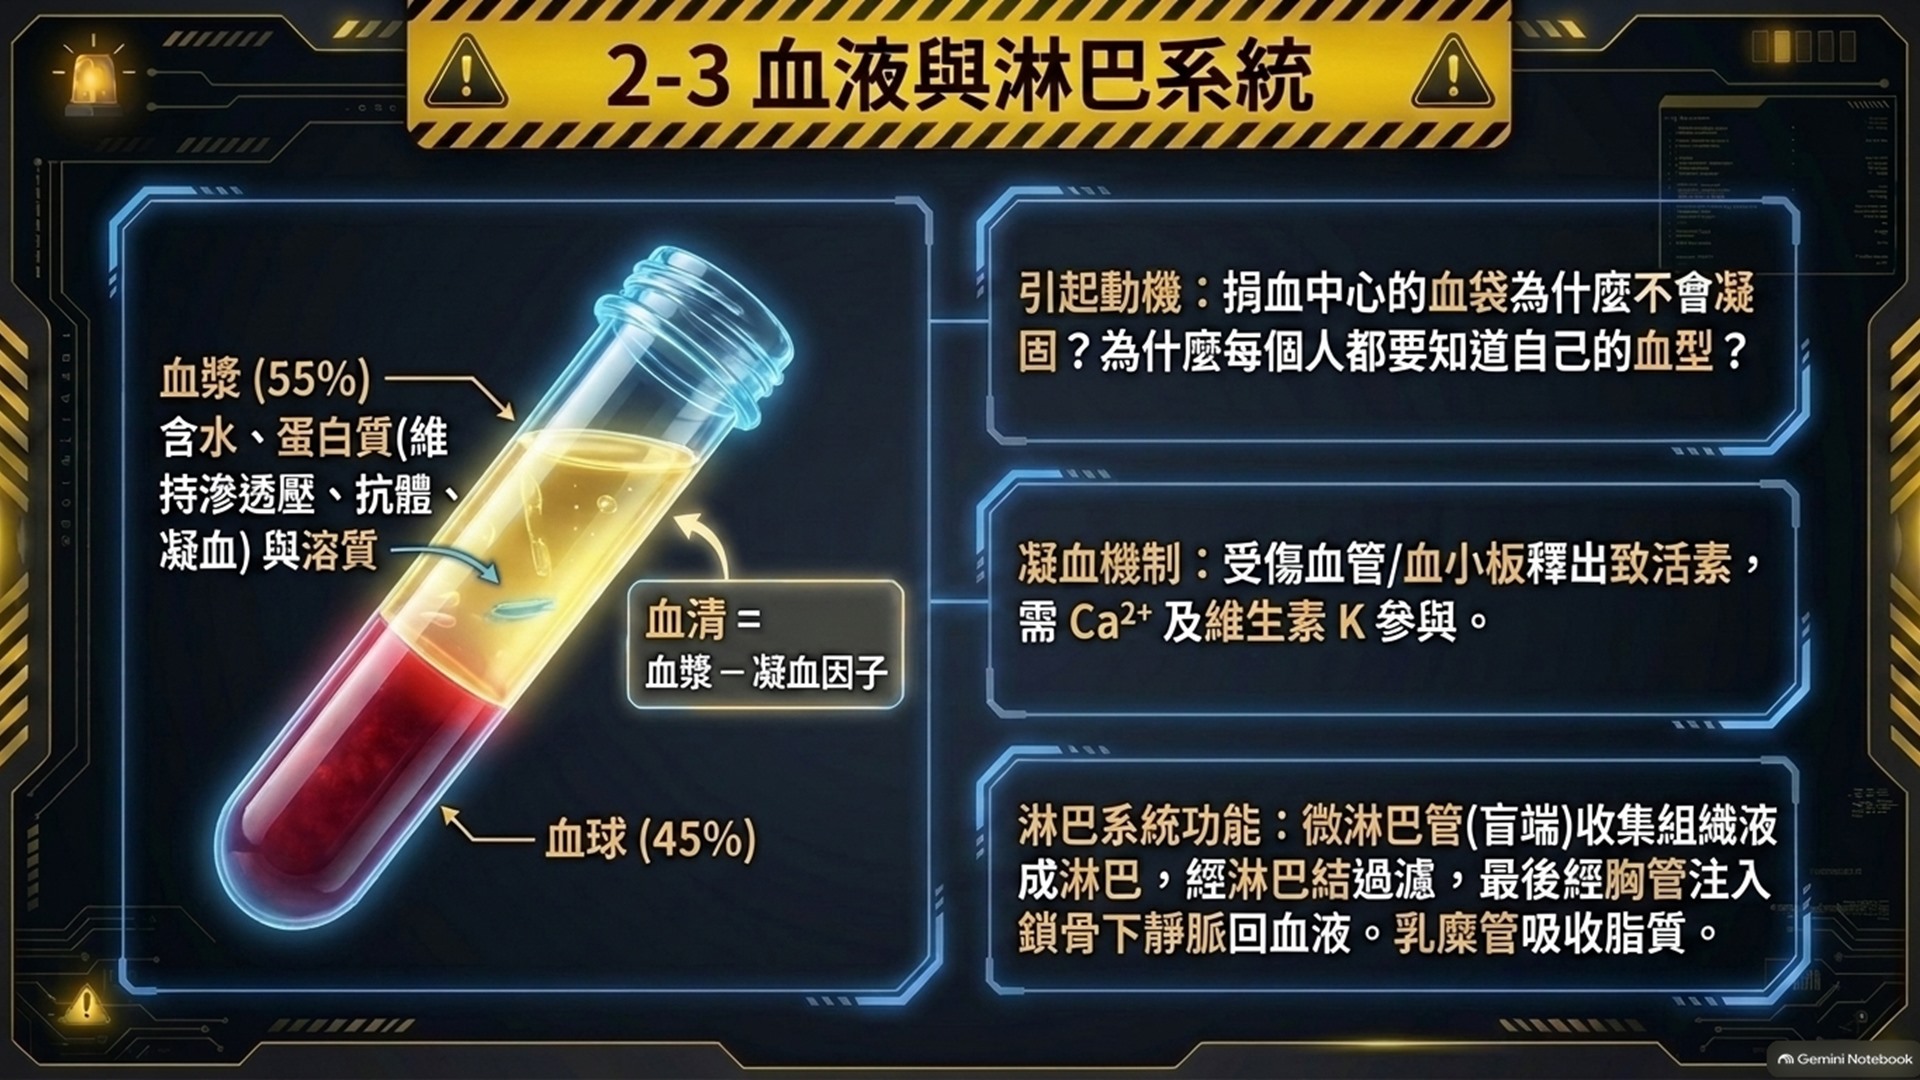 2-3 血液與淋巴系統
血漿 (55%)
含水、蛋白質(維
持滲透壓、抗體、
凝血) 與溶質
血清 =
血漿 – 凝血因子
血球 (45%)
引起動機：捐血中心的血袋為什麼不會凝
固？為什麼每個人都要知道自己的血型？
凝血機制：受傷血管/血小板釋出致活素，
需 Ca²⁺ 及維生素 K 參與。
淋巴系統功能：微淋巴管(盲端)收集組織液
成淋巴，經淋巴結過濾，最後經胸管注入
鎖骨下靜脈回血液。乳糜管吸收脂質。
Gemini Notebook